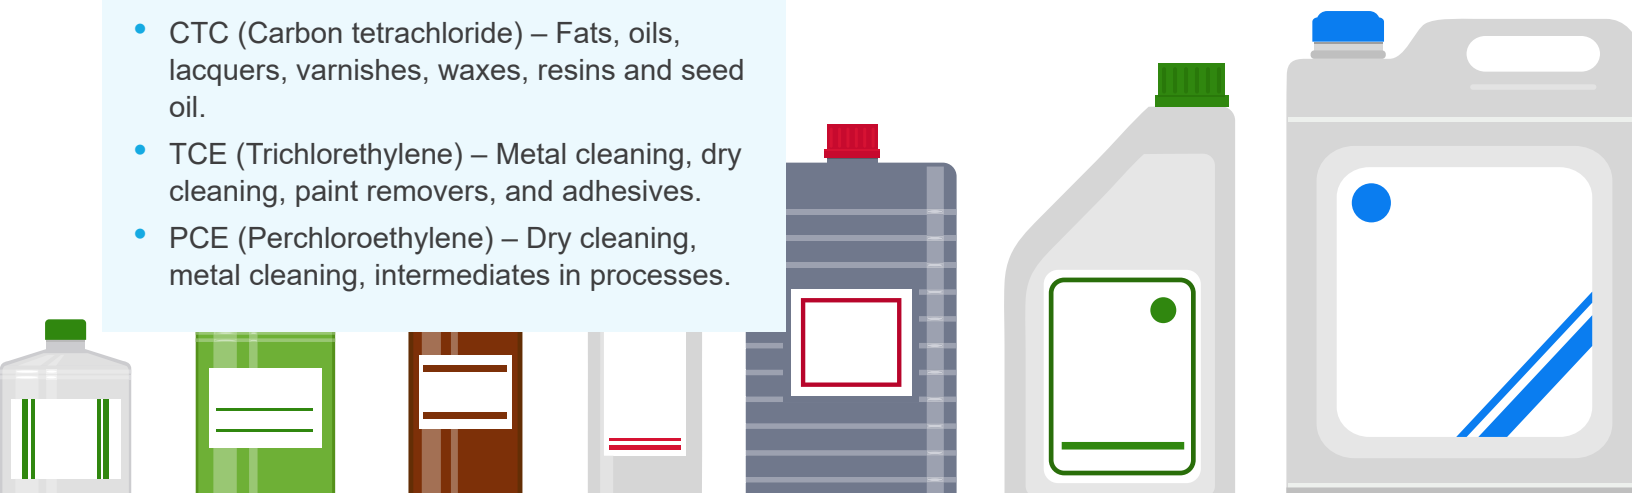 • CTC (Carbon tetrachloride) – Fats, oils,
lacquers, varnishes, waxes, resins and seed
oil.
• TCE (Trichlorethylene) – Metal cleaning, dry
cleaning, paint removers, and adhesives.
• PCE (Perchloroethylene) – Dry cleaning,
metal cleaning, intermediates in processes.